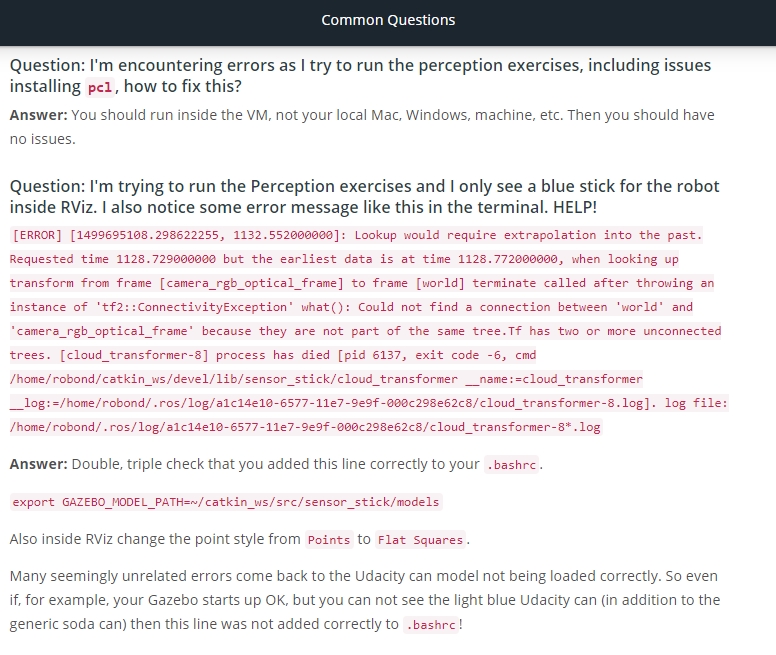 Common Questions
Question: I'm encountering errors as I try to run the perception exercises, including issues
installing pcl, how to fix this?
Answer: You should run inside the VM, not your local Mac, Windows, machine, etc. Then you should have
no issues.
Question: I'm trying to run the Perception exercises and I only see a blue stick for the robot
inside RViz. I also notice some error message like this in the terminal. HELP!
[ERROR] [1499695108.298622255, 1132.552000000]: Lookup would require extrapolation into the past.
Requested time 1128.729000000 but the earliest data is at time 1128.772000000, when looking up
transform from frame [camera_rgb_optical_frame] to frame [world] terminate called after throwing an
instance of 'tf2::ConnectivityException' what(): Could not find a connection between 'world' and
'camera_rgb_optical_frame' because they are not part of the same tree.Tf has two or more unconnected
trees. [cloud_transformer-8] process has died [pid 6137, exit code -6, cmd
/home/robond/catkin_ws/devel/lib/sensor_stick/cloud_transformer __name:=cloud_transformer
__log:=/home/robond/.ros/log/a1c14e10-6577-11e7-9e9f-000c298e62c8/cloud_transformer-8.log]. log file:
/home/robond/.ros/log/a1c14e10-6577-11e7-9e9f-000c298e62c8/cloud_transformer-8*.log
Answer: Double, triple check that you added this line correctly to your .bashrc.
export GAZEBO_MODEL_PATH=~/catkin_ws/src/sensor_stick/models
Also inside RViz change the point style from Points to Flat Squares.
Many seemingly unrelated errors come back to the Udacity can model not being loaded correctly. So even
if, for example, your Gazebo starts up OK, but you can not see the light blue Udacity can (in addition to the
generic soda can) then this line was not added correctly to .bashrc!